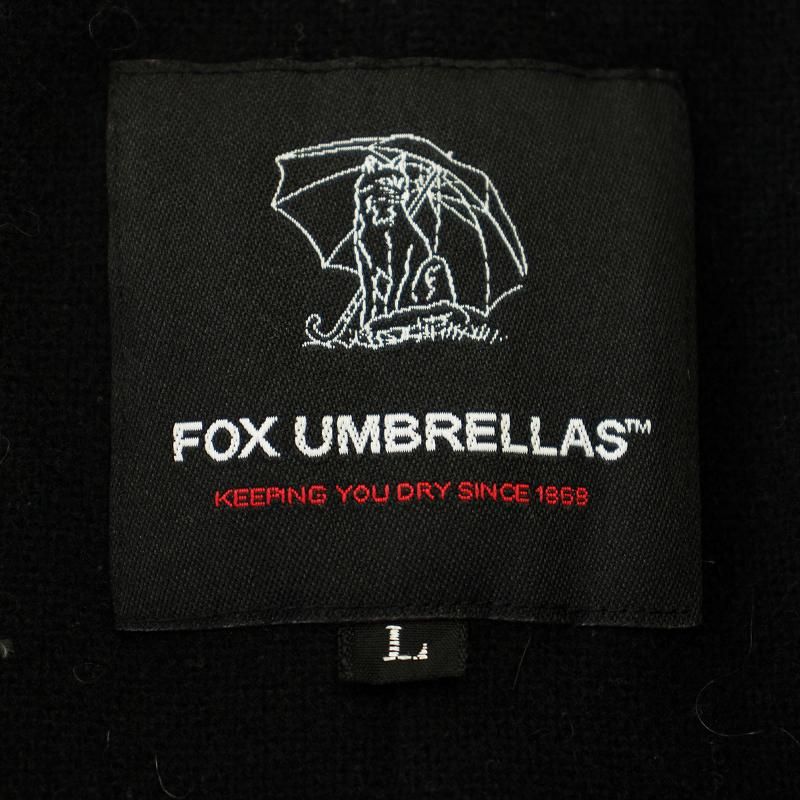 FOX UMBRELLAS™
KEEPING YOU DRY SINCE 1868
L